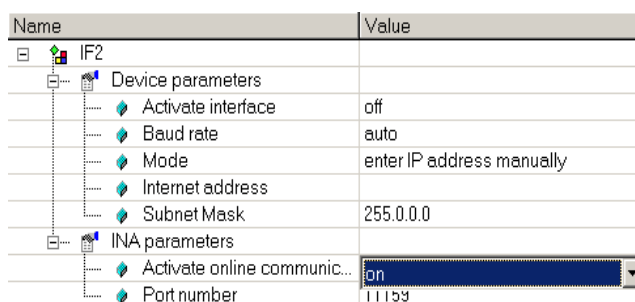 Name Value
IF2
Device parameters
Activate interface off
Baud rate auto
Mode enter IP address manually
Internet address
Subnet Mask 255.0.0.0
INA parameters
Activate online communic... on
Port number 11159